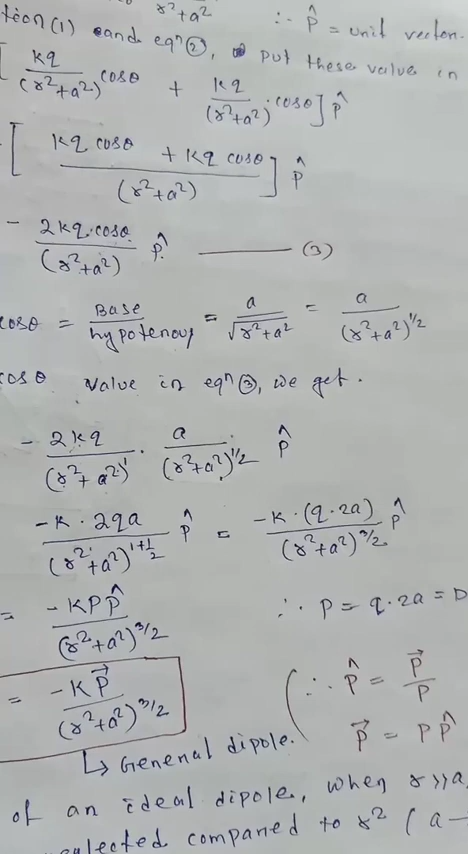 r²+a² ∴ P̂ = unit vector.
tion (1) and eqⁿ ②, put these value in
[ Kq/(r²+a²) cosθ + Kq/(r²+a²) cosθ ] P̂
- [ (Kq cosθ + Kq cosθ)/(r²+a²) ] P̂
- 2Kq·cosθ/(r²+a²) P̂ ——— (3)
cosθ = Base/hypotenous = a/√(r²+a²) = a/(r²+a²)^1/2
cosθ value in eqⁿ ③, we get.
- 2Kq/(r²+a²)^1 · a/(r²+a²)^1/2 P̂
-K·2qa/(r²+a²)^(1+1/2) P̂ = -K·(q·2a)/(r²+a²)^3/2 P̂
= -KPP̂/(r²+a²)^3/2 ∴ P = q·2a = D
= -KP⃗/(r²+a²)^3/2 (∴ P̂ = P⃗/P
P⃗ = PP̂
↳ General dipole.
of an ideal dipole, when r>>a,
neglected compared to r² (a